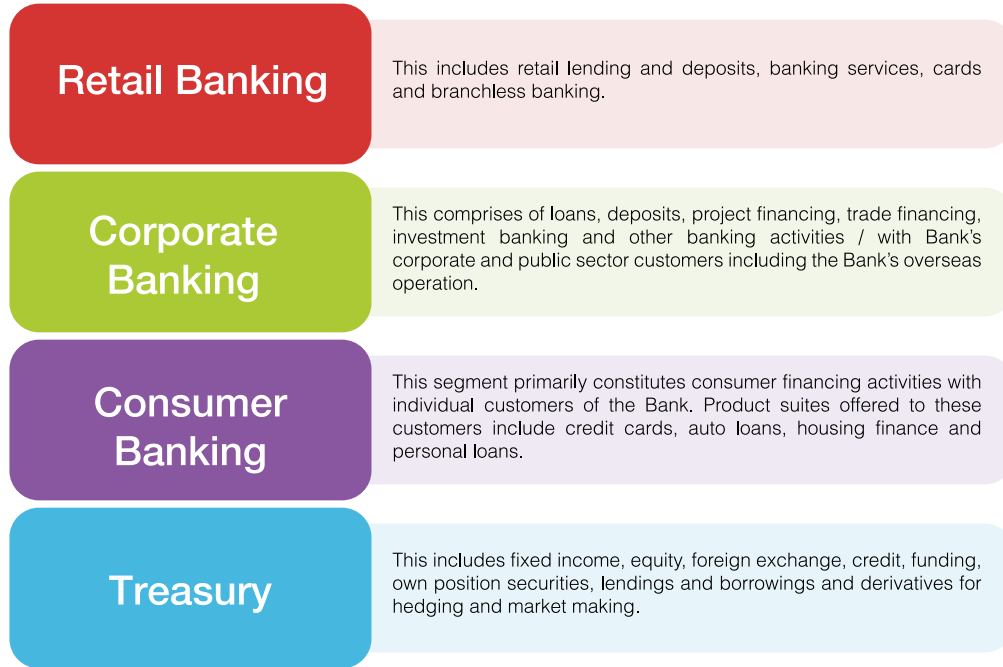 Retail Banking
This includes retail lending and deposits, banking services, cards
and branchless banking.
Corporate
Banking
This comprises of loans, deposits, project financing, trade financing,
investment banking and other banking activities / with Bank's
corporate and public sector customers including the Bank's overseas
operation.
Consumer
Banking
This segment primarily constitutes consumer financing activities with
individual customers of the Bank. Product suites offered to these
customers include credit cards, auto loans, housing finance and
personal loans.
Treasury
This includes fixed income, equity, foreign exchange, credit, funding,
own position securities, lendings and borrowings and derivatives for
hedging and market making.